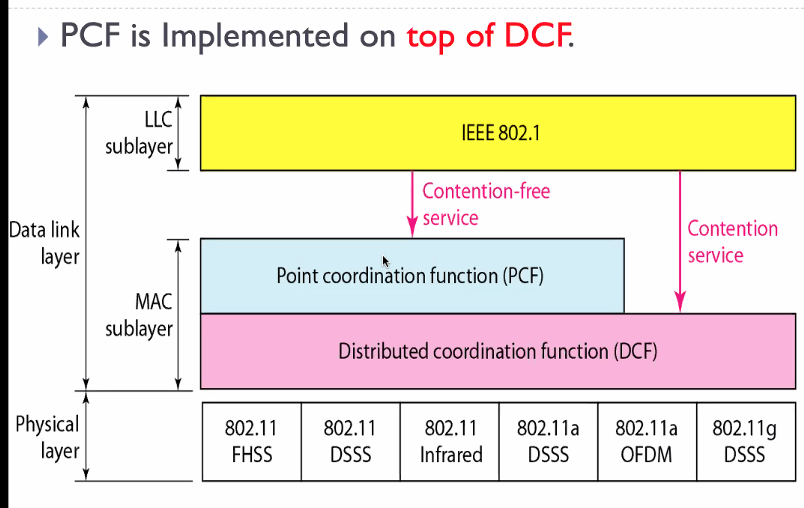 PCF is Implemented on top of DCF.
LLC
sublayer
IEEE 802.1
Contention-free
service
Contention
service
Data link
layer
Point coordination function (PCF)
MAC
sublayer
Distributed coordination function (DCF)
Physical
layer
802.11
FHSS
802.11
DSSS
802.11
Infrared
802.11a
DSSS
802.11a
OFDM
802.11g
DSSS